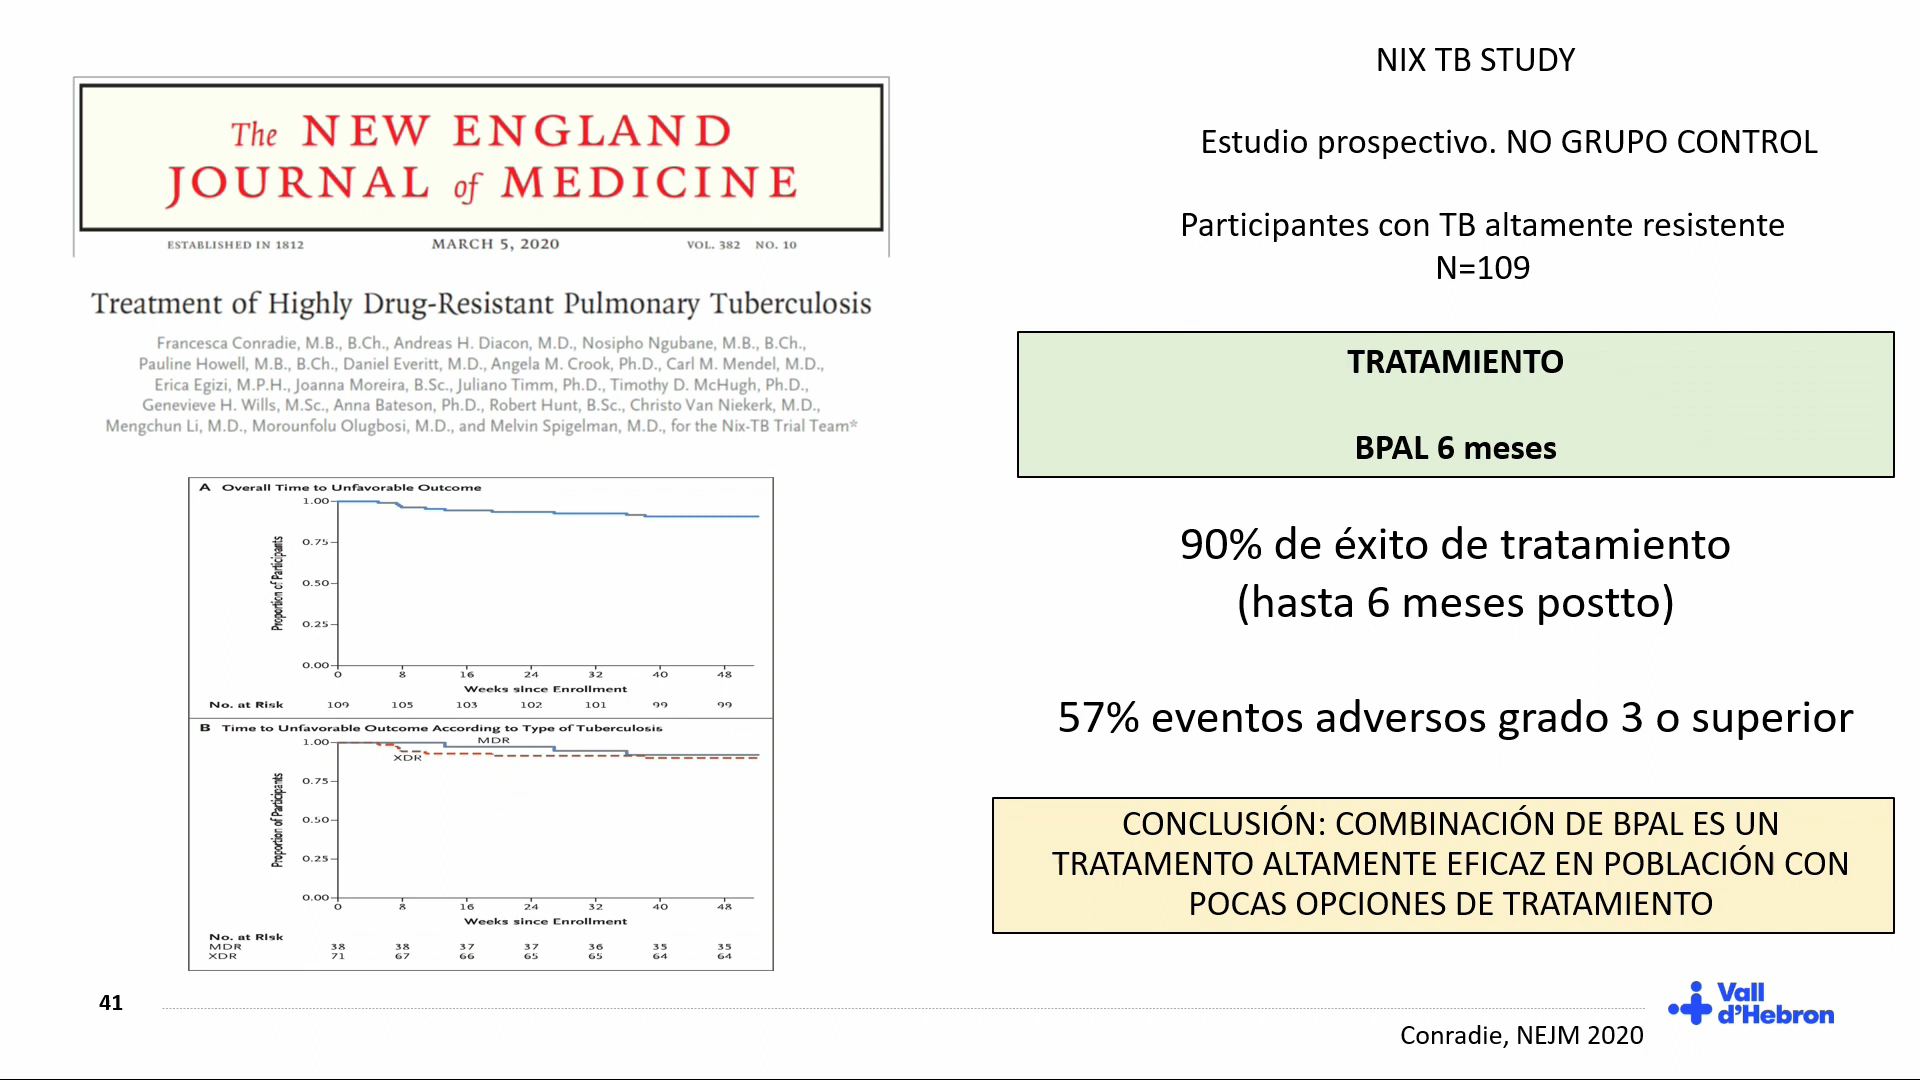 NIX TB STUDY
Estudio prospectivo. NO GRUPO CONTROL
Participantes con TB altamente resistente
N=109
The NEW ENGLAND
JOURNAL of MEDICINE
ESTABLISHED IN 1812 MARCH 5, 2020 VOL. 382 NO. 10
Treatment of Highly Drug-Resistant Pulmonary Tuberculosis
Francesca Conradie, M.B., B.Ch., Andreas H. Diacon, M.D., Nosipho Ngubane, M.B., B.Ch.,
Pauline Howell, M.B., B.Ch., Daniel Everitt, M.D., Angela M. Crook, Ph.D., Carl M. Mendel, M.D.,
Erica Egizi, M.P.H., Joanna Moreira, B.Sc., Juliano Timm, Ph.D., Timothy D. McHugh, Ph.D.,
Genevieve H. Wills, M.Sc., Anna Bateson, Ph.D., Robert Hunt, B.Sc., Christo Van Niekerk, M.D.,
Mengchun Li, M.D., Morounfolu Olugbosi, M.D., and Melvin Spigelman, M.D., for the Nix-TB Trial Team*
TRATAMIENTO
BPAL 6 meses
A Overall Time to Unfavorable Outcome
Proportion of Participants
1.00
0.75
0.50
0.25
0.00
0 8 16 24 32 40 48
Weeks since Enrollment
No. at Risk 109 105 103 102 101 99 99
B Time to Unfavorable Outcome According to Type of Tuberculosis
MDR
XDR
Proportion of Participants
1.00
0.75
0.50
0.25
0.00
0 8 16 24 32 40 48
Weeks since Enrollment
No. at Risk
MDR 38 38 37 37 36 35 35
XDR 71 67 66 65 65 64 64
90% de éxito de tratamiento
(hasta 6 meses postto)
57% eventos adversos grado 3 o superior
CONCLUSIÓN: COMBINACIÓN DE BPAL ES UN
TRATAMENTO ALTAMENTE EFICAZ EN POBLACIÓN CON
POCAS OPCIONES DE TRATAMIENTO
41
Vall
d'Hebron
Conradie, NEJM 2020